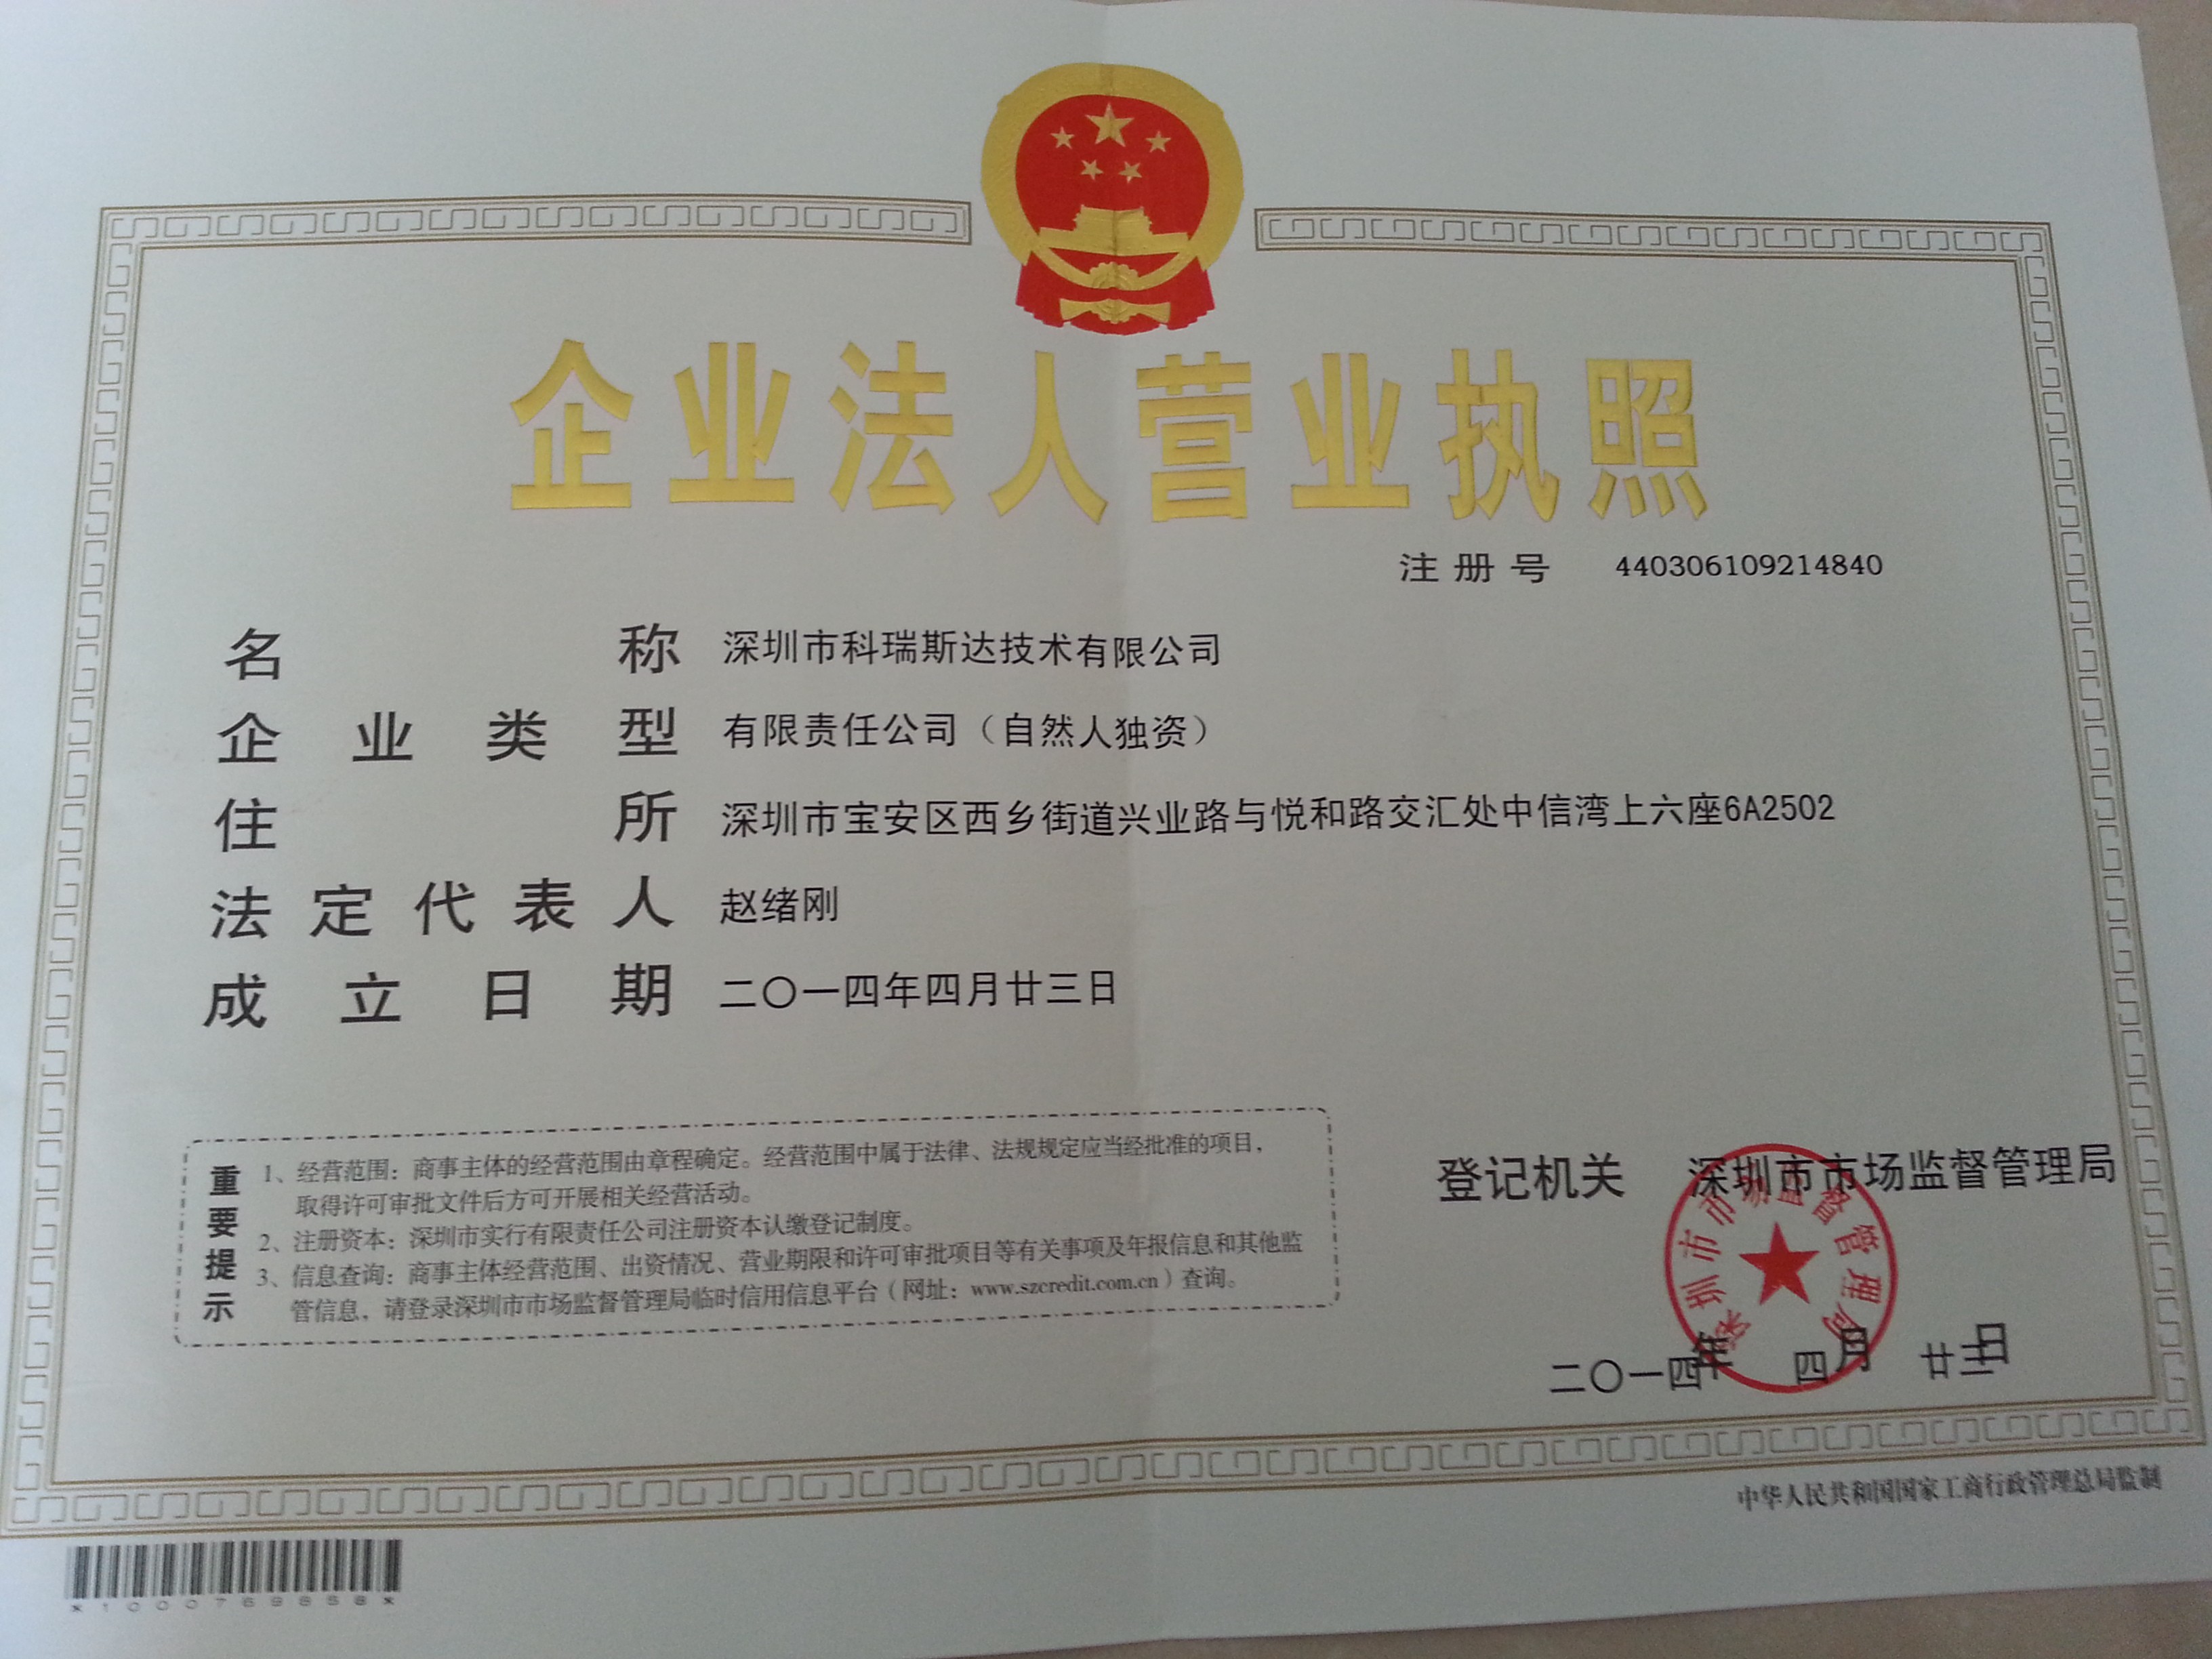 企业法人营业执照
注册号 440306109214840
名称 深圳市科瑞斯达技术有限公司
企业类型 有限责任公司（自然人独资）
住所 深圳市宝安区西乡街道兴业路与悦和路交汇处中信湾上六座6A2502
法定代表人 赵绪刚
成立日期 二〇一四年四月廿三日
重要提示
1、经营范围：商事主体的经营范围由章程确定。经营范围中属于法律、法规规定应当经批准的项目，
取得许可审批文件后方可开展相关经营活动。
2、注册资本：深圳市实行有限责任公司注册资本认缴登记制度。
3、信息查询：商事主体经营范围、出资情况、营业期限和许可审批项目等有关事项及年报信息和其他监
管信息，请登录深圳市市场监督管理局临时信用信息平台（网址：www.szcredit.com.cn）查询。
登记机关 深圳市市场监督管理局
深圳市市场监督管理局
二〇一四年 四月 廿三日
中华人民共和国国家工商行政管理总局监制
*1000769858*